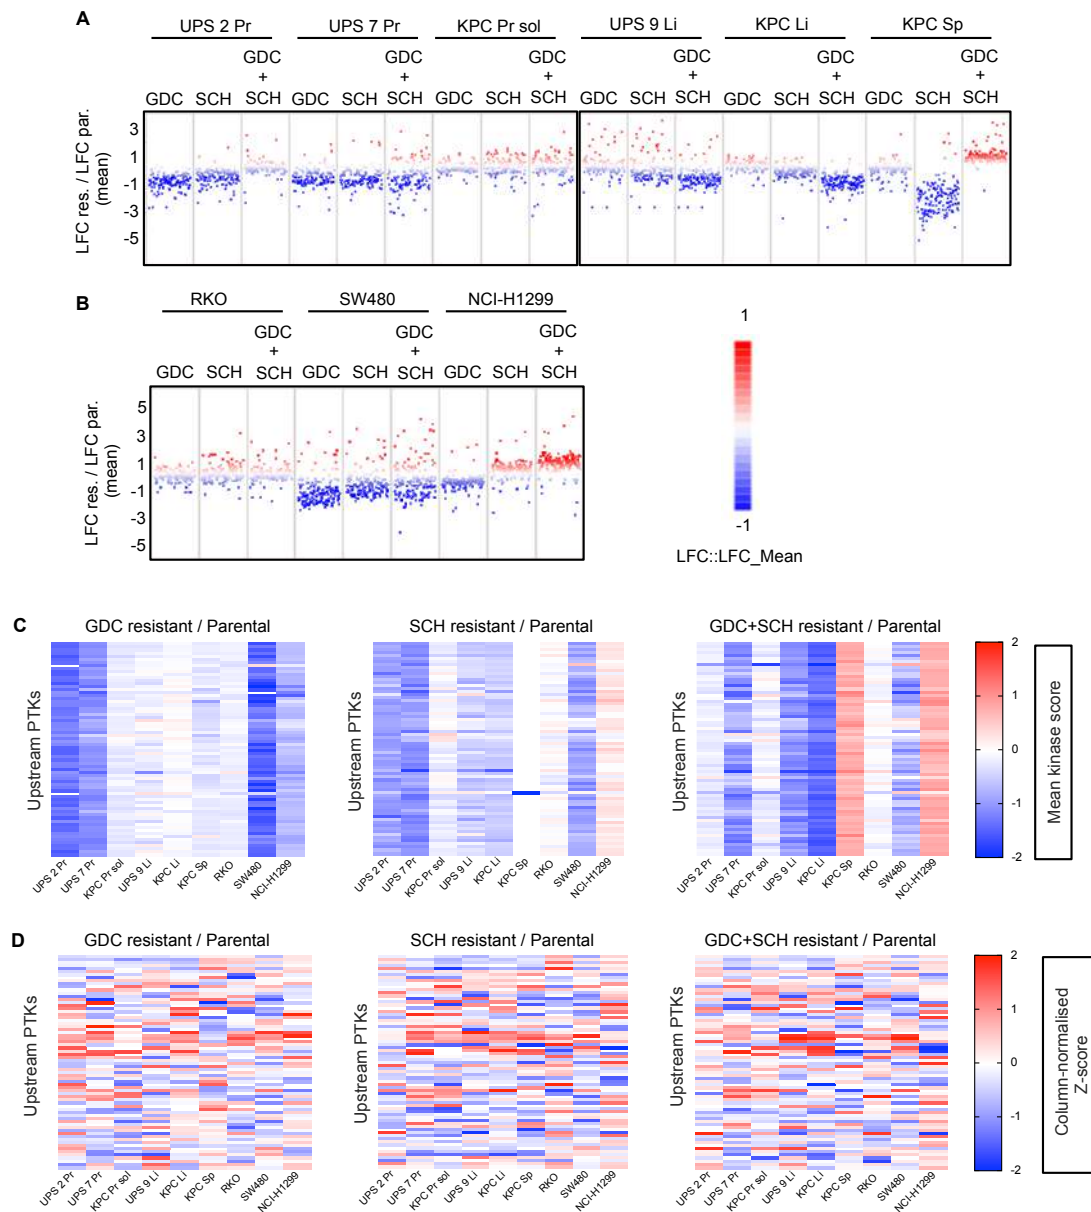 A
UPS 2 Pr UPS 7 Pr KPC Pr sol UPS 9 Li KPC Li KPC Sp
GDC SCH GDC + SCH GDC SCH GDC + SCH GDC SCH GDC + SCH GDC SCH GDC + SCH GDC SCH GDC + SCH GDC SCH GDC + SCH
LFC res. / LFC par.
(mean)
3
1
-1
-3
-5
B
RKO SW480 NCI-H1299
GDC SCH GDC + SCH GDC SCH GDC + SCH GDC SCH GDC + SCH
LFC res. / LFC par.
(mean)
5
3
1
-1
-3
-5
1
-1
LFC::LFC_Mean
C
GDC resistant / Parental
Upstream PTKs
UPS 2 Pr UPS 7 Pr KPC Pr sol UPS 9 Li KPC Li KPC Sp RKO SW480 NCI-H1299
SCH resistant / Parental
Upstream PTKs
UPS 2 Pr UPS 7 Pr KPC Pr sol UPS 9 Li KPC Li KPC Sp RKO SW480 NCI-H1299
GDC+SCH resistant / Parental
Upstream PTKs
UPS 2 Pr UPS 7 Pr KPC Pr sol UPS 9 Li KPC Li KPC Sp RKO SW480 NCI-H1299
2
1
0
-1
-2
Mean kinase score
D
GDC resistant / Parental
Upstream PTKs
UPS 2 Pr UPS 7 Pr KPC Pr sol UPS 9 Li KPC Li KPC Sp RKO SW480 NCI-H1299
SCH resistant / Parental
Upstream PTKs
UPS 2 Pr UPS 7 Pr KPC Pr sol UPS 9 Li KPC Li KPC Sp RKO SW480 NCI-H1299
GDC+SCH resistant / Parental
Upstream PTKs
UPS 2 Pr UPS 7 Pr KPC Pr sol UPS 9 Li KPC Li KPC Sp RKO SW480 NCI-H1299
2
1
0
-1
-2
Column-normalised
Z-score